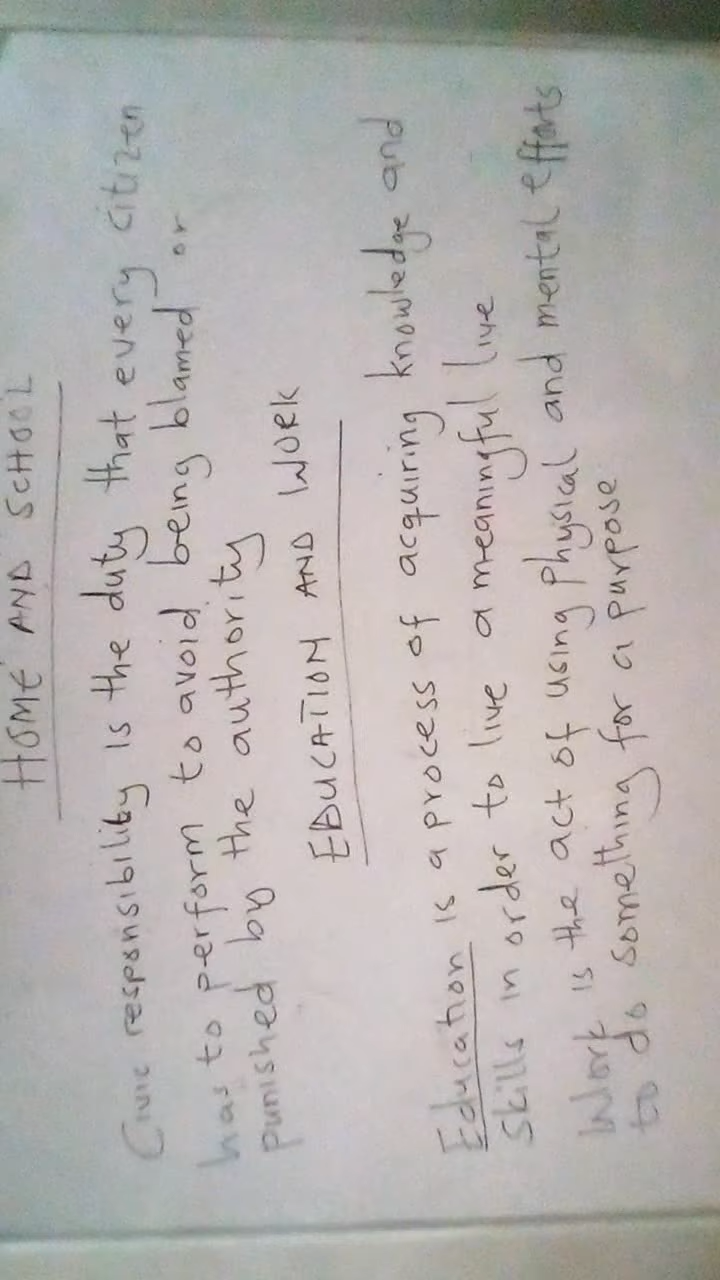 HOME AND SCHOOL
Civic responsibility is the duty that every citizen
has to perform to avoid being blamed or
punished by the authority
EDUCATION AND WORK
Education is a process of acquiring knowledge and
Skills in order to live a meaningful live
Work is the act of using physical and mental efforts
to do something for a purpose